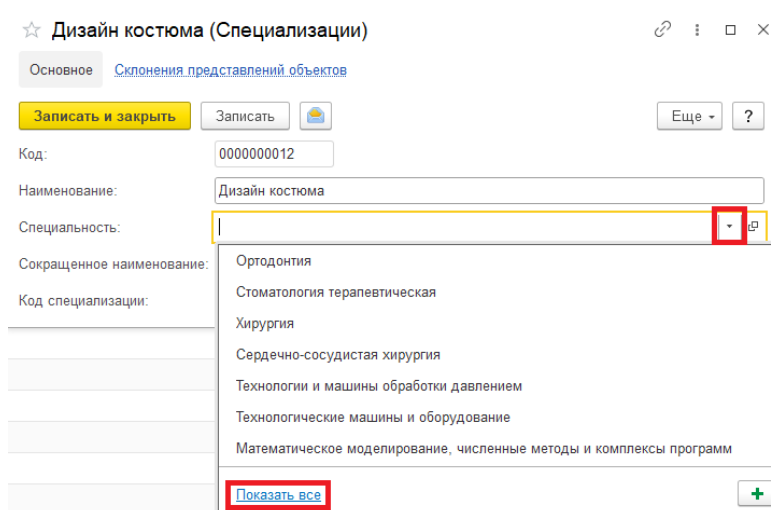 Дизайн костюма (Специализации)
Основное Склонения представлений объектов
Записать и закрыть Записать Еще ?
Код: 0000000012
Наименование: Дизайн костюма
Специальность:
Сокращенное наименование:
Код специализации:
Ортодонтия
Стоматология терапевтическая
Хирургия
Сердечно-сосудистая хирургия
Технологии и машины обработки давлением
Технологические машины и оборудование
Математическое моделирование, численные методы и комплексы программ
Показать все